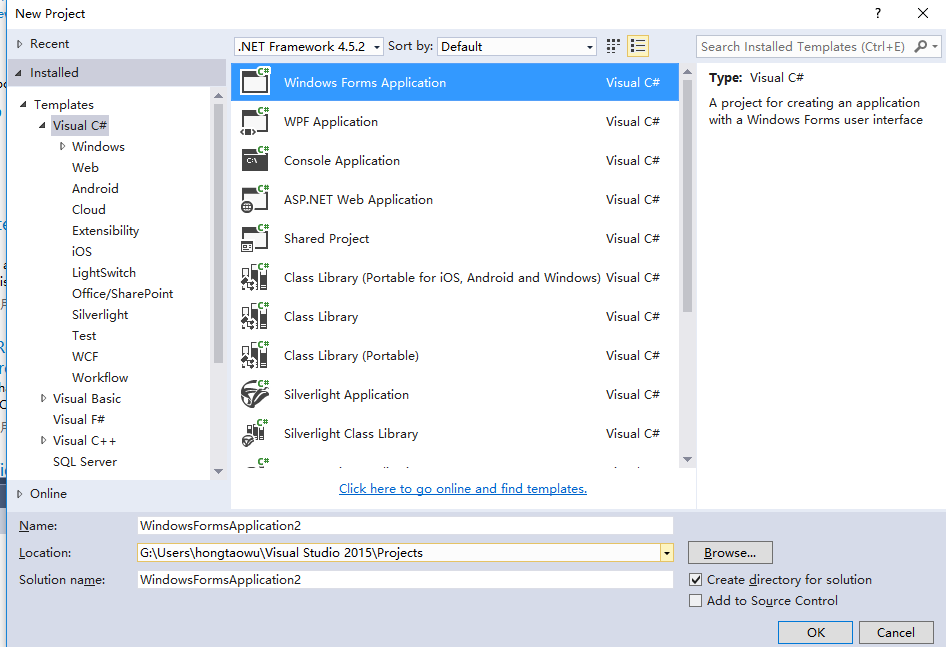 New Project
?
Recent
.NET Framework 4.5.2
Sort by:
Default
Search Installed Templates (Ctrl+E)
Installed
Templates
Visual C#
Windows
Web
Android
Cloud
Extensibility
iOS
LightSwitch
Office/SharePoint
Silverlight
Test
WCF
Workflow
Visual Basic
Visual F#
Visual C++
SQL Server
Online
Windows Forms Application Visual C#
WPF Application Visual C#
Console Application Visual C#
ASP.NET Web Application Visual C#
Shared Project Visual C#
Class Library (Portable for iOS, Android and Windows) Visual C#
Class Library Visual C#
Class Library (Portable) Visual C#
Silverlight Application Visual C#
Silverlight Class Library Visual C#
Click here to go online and find templates.
Type: Visual C#
A project for creating an application
with a Windows Forms user interface
Name: WindowsFormsApplication2
Location: G:\Users\hongtaowu\Visual Studio 2015\Projects
Browse...
Solution name: WindowsFormsApplication2
Create directory for solution
Add to Source Control
OK
Cancel